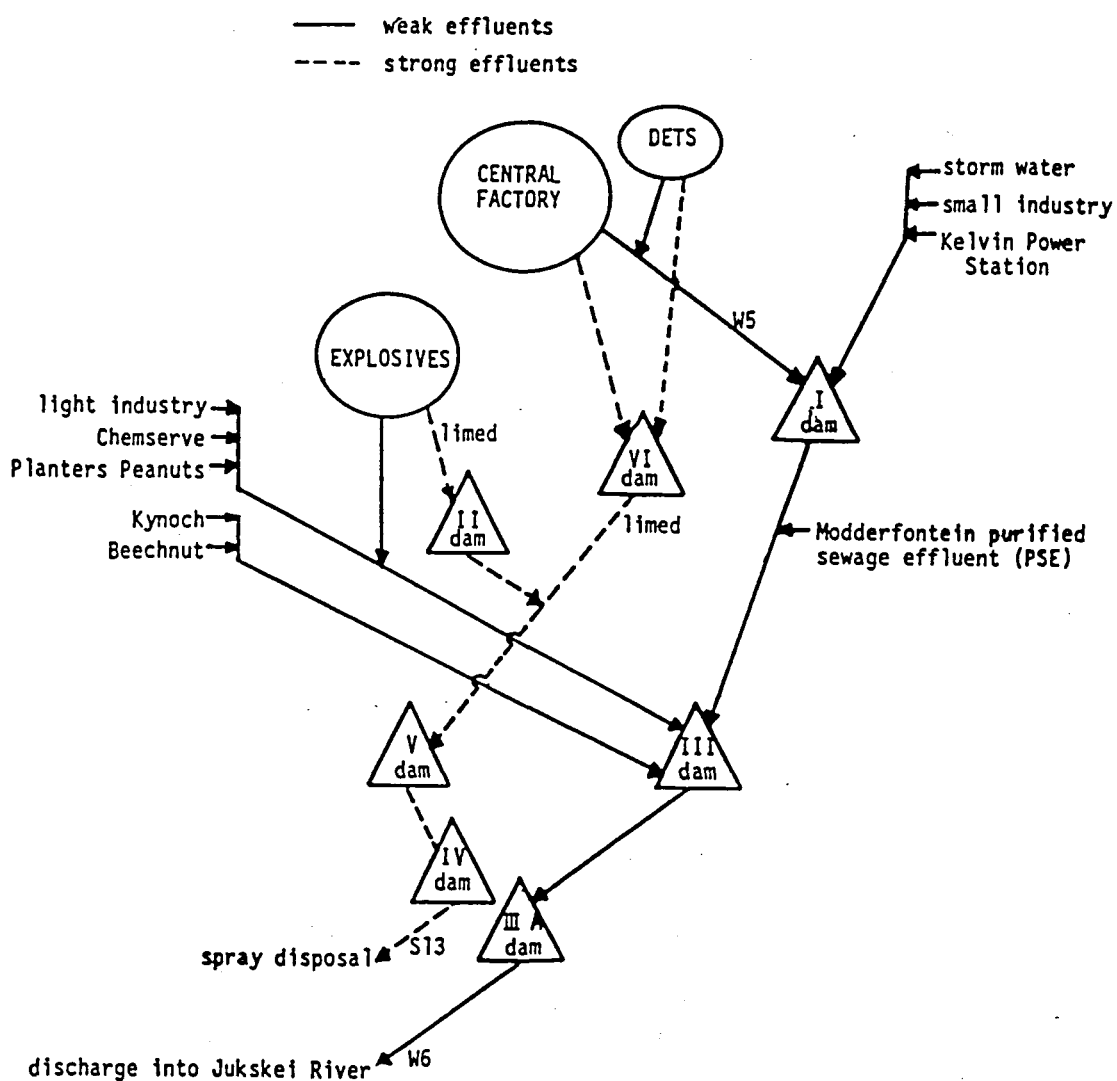 weak effluents
strong effluents
DETS
CENTRAL
FACTORY
storm water
small industry
Kelvin Power
Station
W5
EXPLOSIVES
I
dam
light industry
limed
Chemserve
VI
dam
Planters Peanuts
II
dam
limed
Kynoch
Modderfontein purified
sewage effluent (PSE)
Beechnut
V
dam
III
dam
IV
dam
III A
dam
S13
spray disposal
W6
discharge into Jukskei River